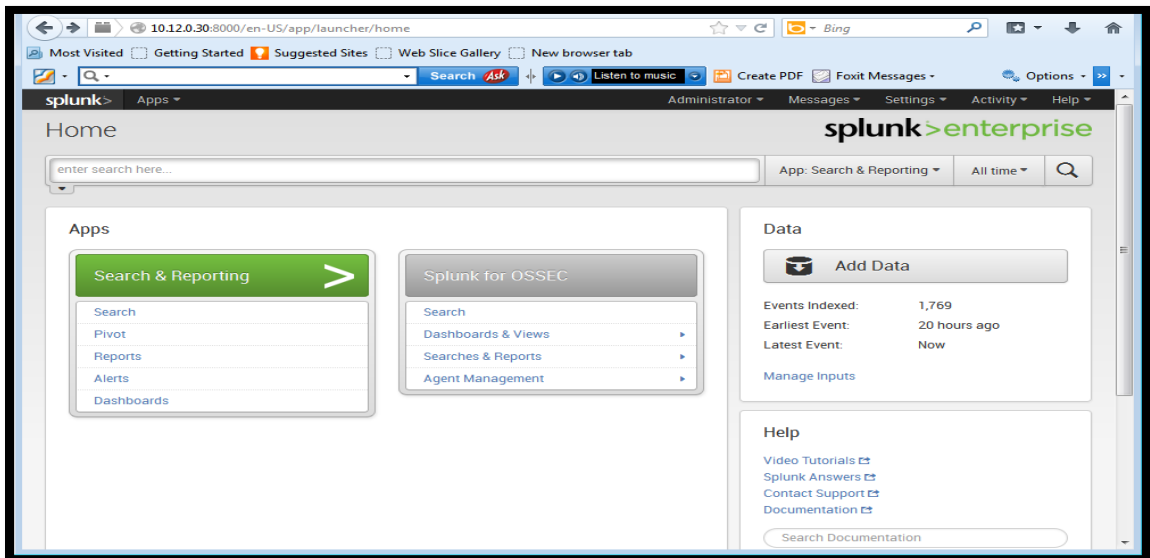 10.12.0.30:8000/en-US/app/launcher/home
Bing
Most Visited Getting Started Suggested Sites Web Slice Gallery New browser tab
Search Ask Listen to music Create PDF Foxit Messages Options »
splunk> Apps Administrator Messages Settings Activity Help
Home
splunk>enterprise
enter search here...
App: Search & Reporting
All time
Apps
Search & Reporting >
Search
Pivot
Reports
Alerts
Dashboards
Splunk for OSSEC
Search
Dashboards & Views
Searches & Reports
Agent Management
Data
Add Data
Events Indexed: 1,769
Earliest Event: 20 hours ago
Latest Event: Now
Manage Inputs
Help
Video Tutorials
Splunk Answers
Contact Support
Documentation
Search Documentation